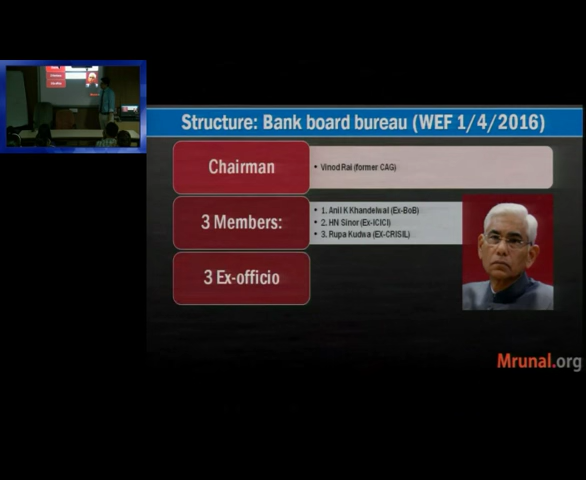 Structure: Bank board bureau (WEF 1/4/2016)
Chairman
• Vinod Rai (former CAG)
3 Members:
• 1. Anil K Khandelwal (Ex-BoB)
• 2. HN Sinor (Ex-ICICI)
• 3. Rupa Kudwa (EX-CRISIL)
3 Ex-officio
Mrunal.org